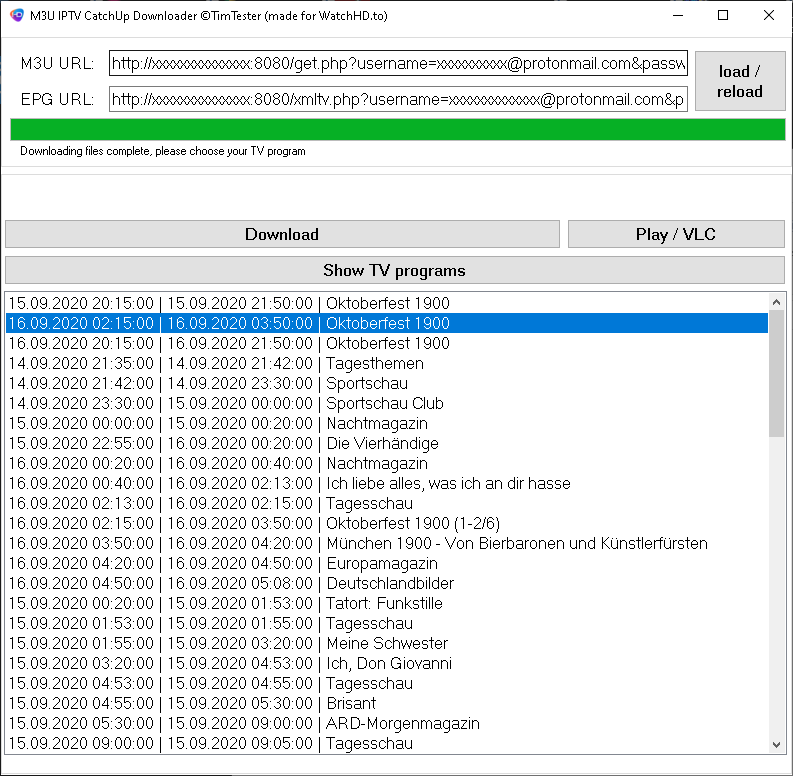 M3U IPTV CatchUp Downloader ©TimTester (made for WatchHD.to)
M3U URL: http://xxxxxxxxxxxxxx:8080/get.php?username=xxxxxxxxxx@protonmail.com&passw
load / reload
EPG URL: http://xxxxxxxxxxxxxx:8080/xmltv.php?username=xxxxxxxxxxxxx@protonmail.com&p
Downloading files complete, please choose your TV program
Download
Play / VLC
Show TV programs
15.09.2020 20:15:00 | 15.09.2020 21:50:00 | Oktoberfest 1900
16.09.2020 02:15:00 | 16.09.2020 03:50:00 | Oktoberfest 1900
16.09.2020 20:15:00 | 16.09.2020 21:50:00 | Oktoberfest 1900
14.09.2020 21:35:00 | 14.09.2020 21:42:00 | Tagesthemen
14.09.2020 21:42:00 | 14.09.2020 23:30:00 | Sportschau
14.09.2020 23:30:00 | 15.09.2020 00:00:00 | Sportschau Club
15.09.2020 00:00:00 | 15.09.2020 00:20:00 | Nachtmagazin
15.09.2020 22:55:00 | 16.09.2020 00:20:00 | Die Vierhändige
16.09.2020 00:20:00 | 16.09.2020 00:40:00 | Nachtmagazin
16.09.2020 00:40:00 | 16.09.2020 02:13:00 | Ich liebe alles, was ich an dir hasse
16.09.2020 02:13:00 | 16.09.2020 02:15:00 | Tagesschau
16.09.2020 02:15:00 | 16.09.2020 03:50:00 | Oktoberfest 1900 (1-2/6)
16.09.2020 03:50:00 | 16.09.2020 04:20:00 | München 1900 - Von Bierbaronen und Künstlerfürsten
16.09.2020 04:20:00 | 16.09.2020 04:50:00 | Europamagazin
16.09.2020 04:50:00 | 16.09.2020 05:08:00 | Deutschlandbilder
15.09.2020 00:20:00 | 15.09.2020 01:53:00 | Tatort: Funkstille
15.09.2020 01:53:00 | 15.09.2020 01:55:00 | Tagesschau
15.09.2020 01:55:00 | 15.09.2020 03:20:00 | Meine Schwester
15.09.2020 03:20:00 | 15.09.2020 04:53:00 | Ich, Don Giovanni
15.09.2020 04:53:00 | 15.09.2020 04:55:00 | Tagesschau
15.09.2020 04:55:00 | 15.09.2020 05:30:00 | Brisant
15.09.2020 05:30:00 | 15.09.2020 09:00:00 | ARD-Morgenmagazin
15.09.2020 09:00:00 | 15.09.2020 09:05:00 | Tagesschau